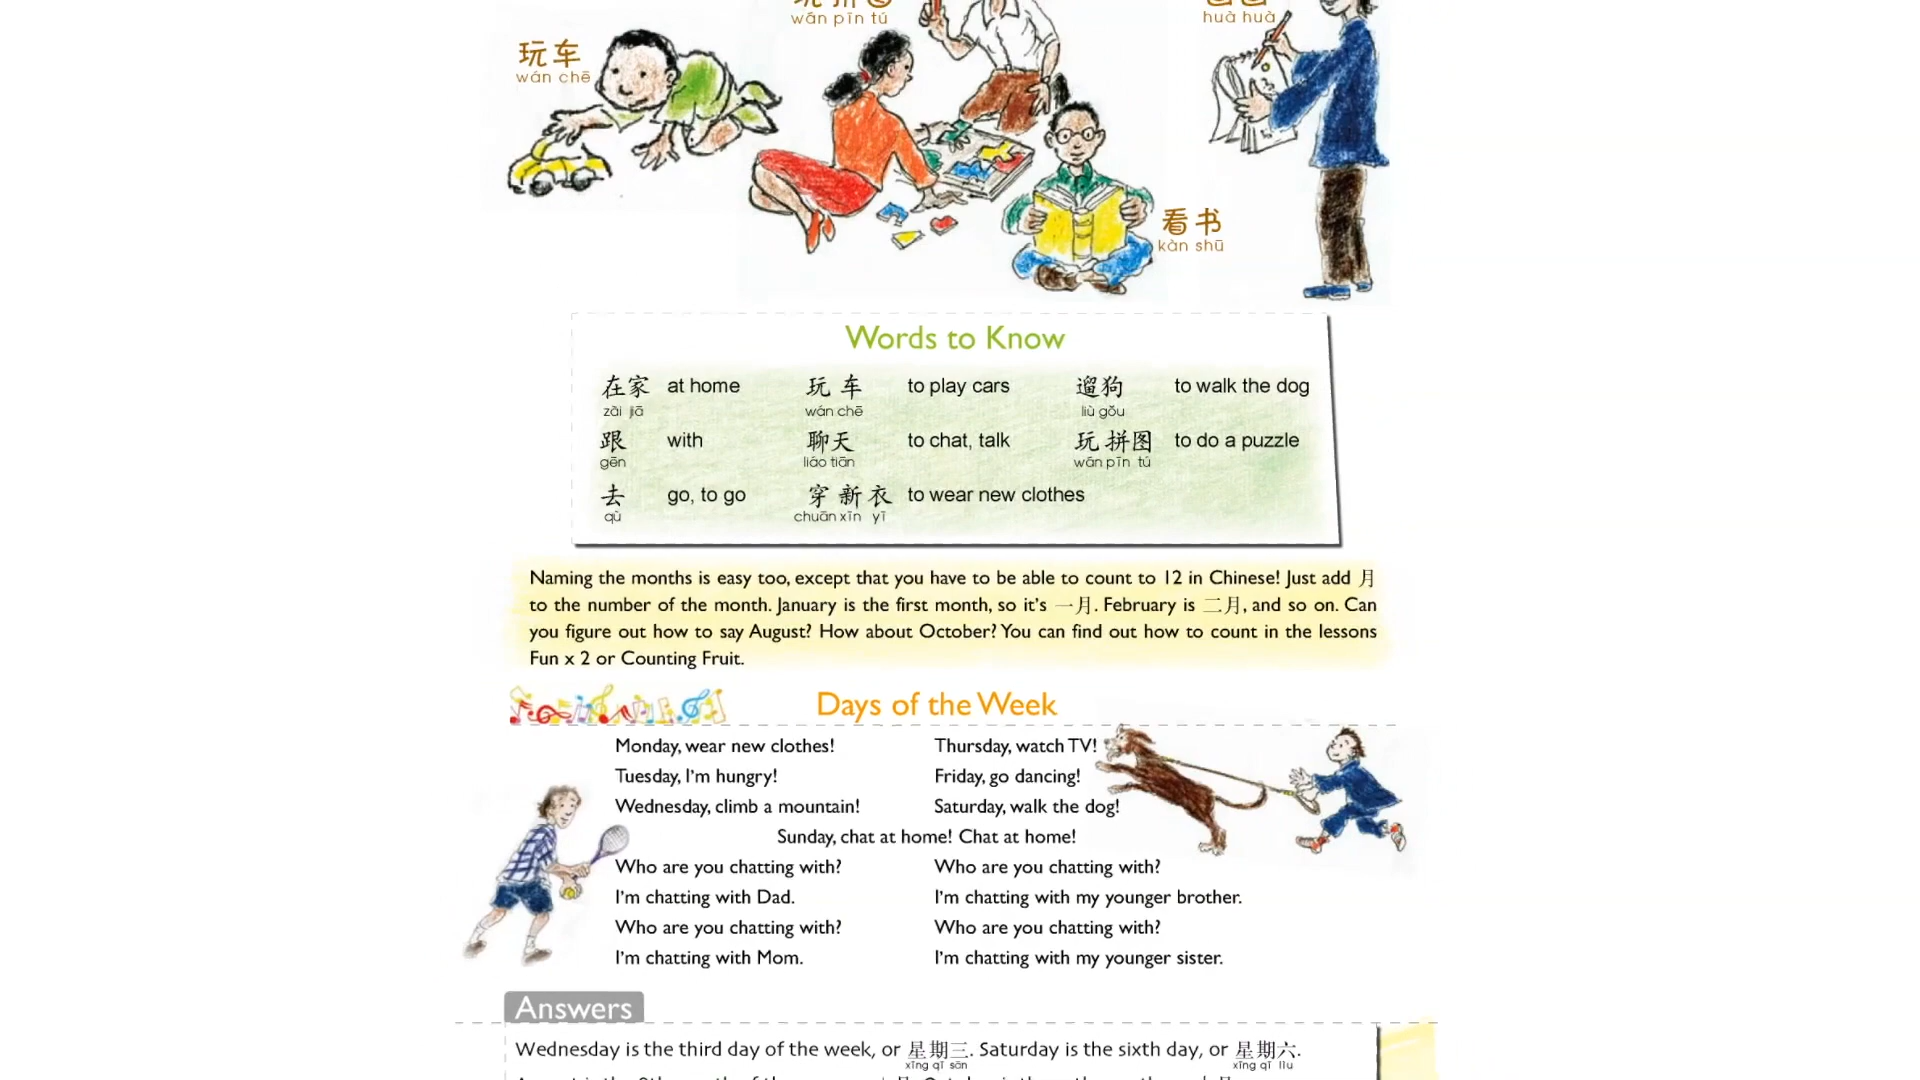 wán pīn tú
huà huà
玩车
wán chē
看书
kàn shū
Words to Know
在家 at home 玩车 to play cars 遛狗 to walk the dog
zài jiā wán chē liù gǒu
跟 with 聊天 to chat, talk 玩拼图 to do a puzzle
gēn liáo tiān wán pīn tú
去 go, to go 穿新衣 to wear new clothes
qù chuān xīn yī
Naming the months is easy too, except that you have to be able to count to 12 in Chinese! Just add 月
to the number of the month. January is the first month, so it's 一月. February is 二月, and so on. Can
you figure out how to say August? How about October? You can find out how to count in the lessons
Fun x 2 or Counting Fruit.
Days of the Week
Monday, wear new clothes! Thursday, watch TV!
Tuesday, I'm hungry! Friday, go dancing!
Wednesday, climb a mountain! Saturday, walk the dog!
Sunday, chat at home! Chat at home!
Who are you chatting with? Who are you chatting with?
I'm chatting with Dad. I'm chatting with my younger brother.
Who are you chatting with? Who are you chatting with?
I'm chatting with Mom. I'm chatting with my younger sister.
Answers
Wednesday is the third day of the week, or 星期三. Saturday is the sixth day, or 星期六.
xīng qī sān xīng qī liù